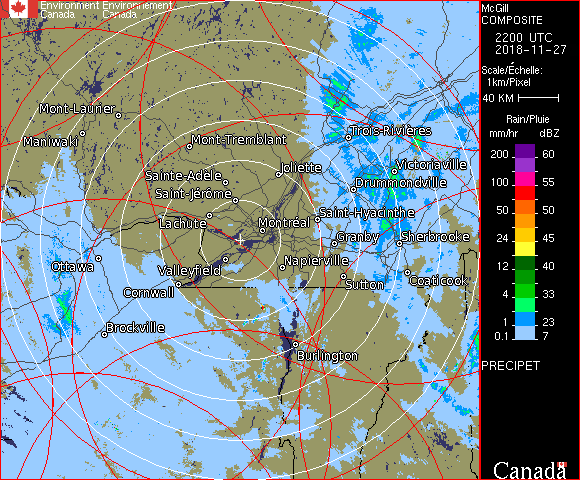 Environment Environnement
Canada Canada
McGill
COMPOSITE
2200 UTC
2018-11-27
Scale/Échelle:
1km/Pixel
40 KM
Rain/Pluie
mm/hr dBZ
200 60
150 60
100 55
50 50
24 45
12 40
4 33
1 23
0.1 7
PRECIPET
Mont-Laurier
Maniwaki
Mont-Tremblant
Trois-Rivières
Joliette
Victoriaville
Sainte-Adèle
Drummondville
Saint-Jérôme
Saint-Hyacinthe
Lachute
Montréal
Granby
Sherbrooke
Ottawa
Valleyfield
Napierville
Cornwall
Sutton
Coaticook
Brockville
Burlington
Canada